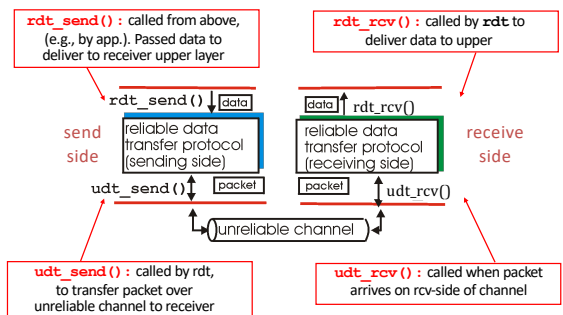 rdt_send(): called from above,
(e.g., by app.). Passed data to
deliver to receiver upper layer
rdt_rcv(): called by rdt to
deliver data to upper
rdt_send()
data
data
rdt_rcv()
send
side
reliable data
transfer protocol
(sending side)
reliable data
transfer protocol
(receiving side)
receive
side
udt_send()
packet
packet
udt_rcv()
unreliable channel
udt_send(): called by rdt,
to transfer packet over
unreliable channel to receiver
udt_rcv(): called when packet
arrives on rcv-side of channel